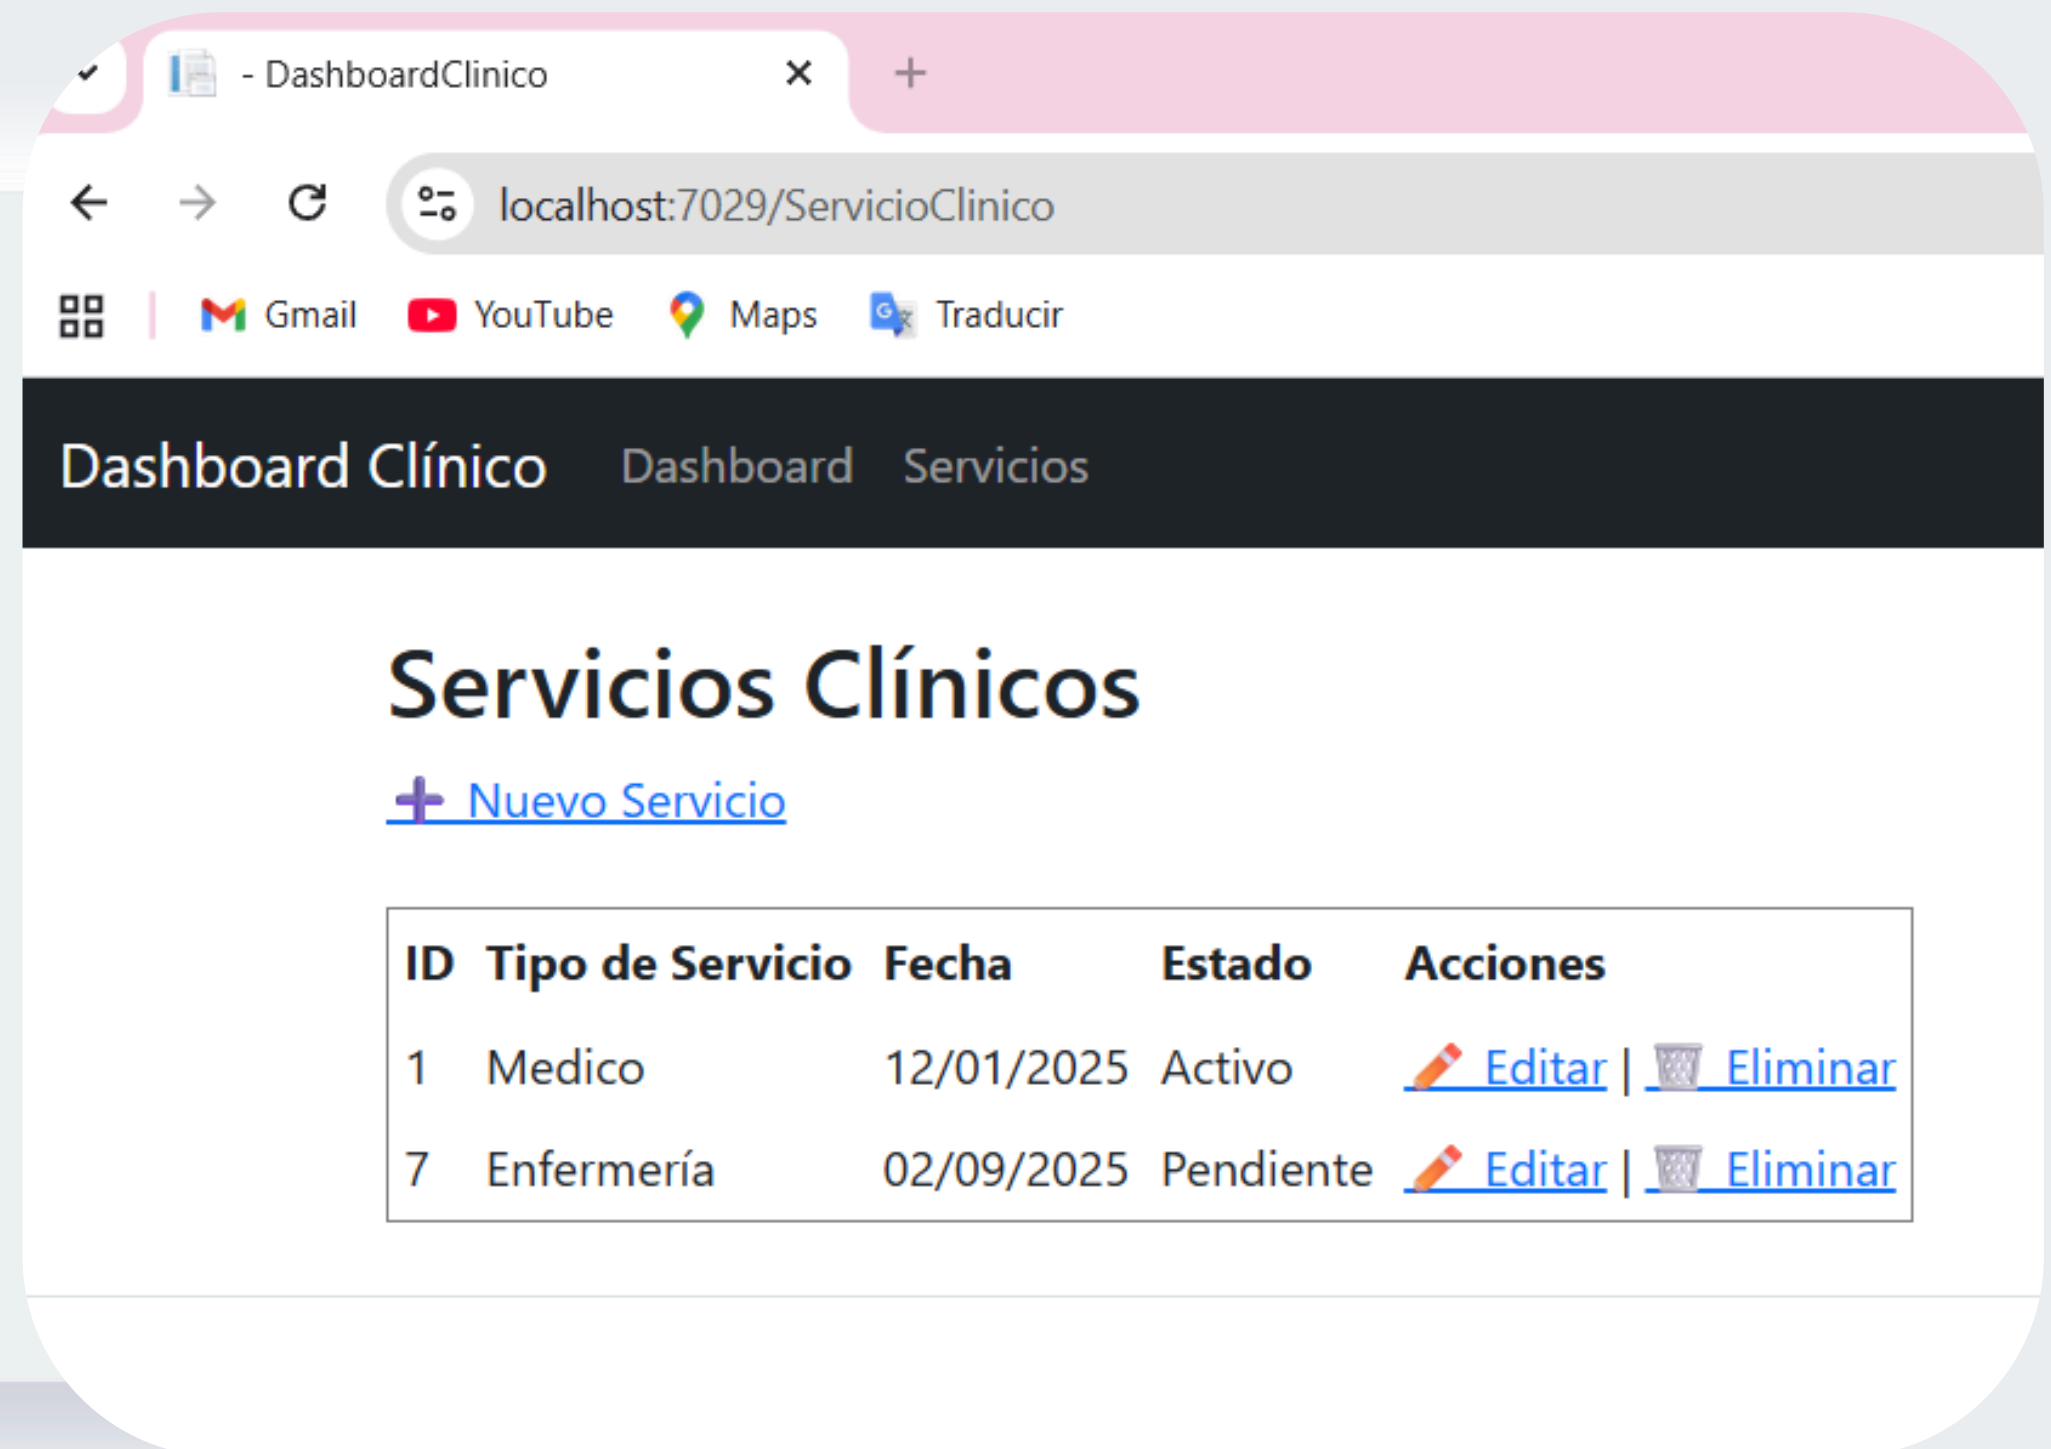 - DashboardClinico
localhost:7029/ServicioClinico
Gmail YouTube Maps Traducir
Dashboard Clínico Dashboard Servicios
Servicios Clínicos
➕ Nuevo Servicio
ID Tipo de Servicio Fecha Estado Acciones
1 Medico 12/01/2025 Activo Editar | Eliminar
7 Enfermería 02/09/2025 Pendiente Editar | Eliminar